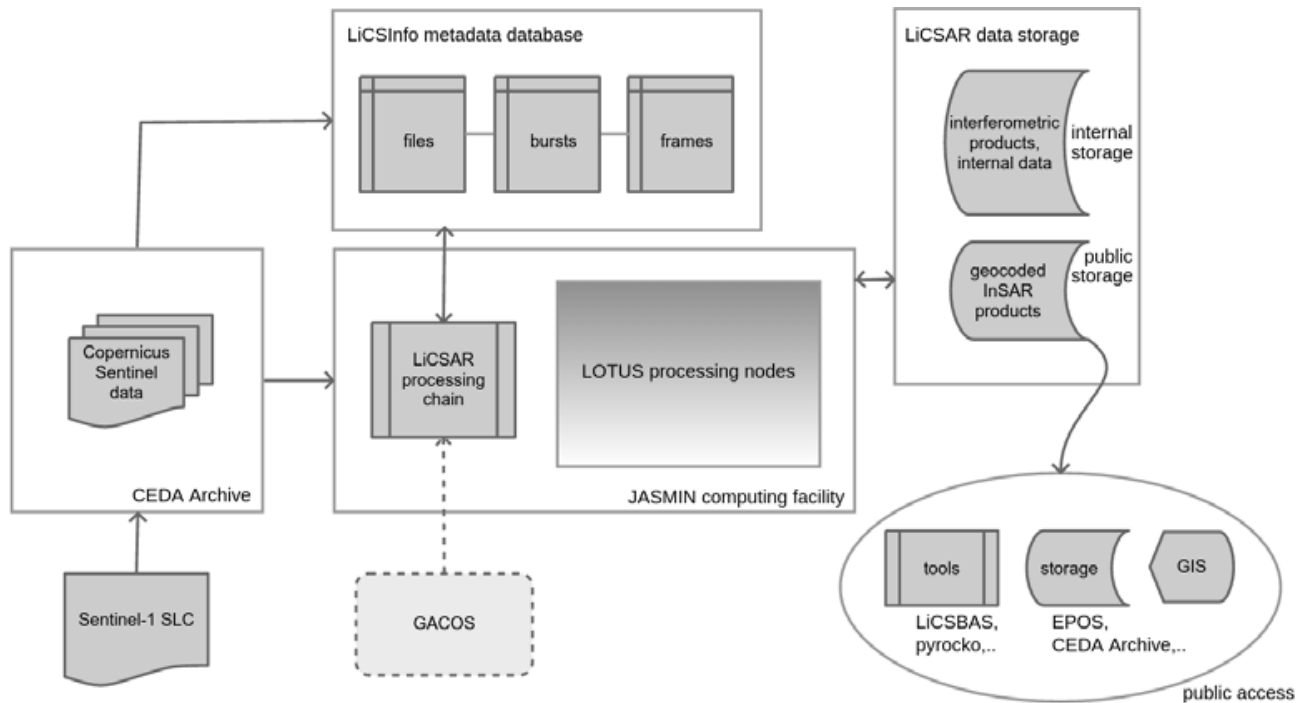 LiCSInfo metadata database
files
bursts
frames
LiCSAR data storage
interferometric
products,
internal data
internal
storage
public
storage
geocoded
InSAR
products
Copernicus
Sentinel
data
CEDA Archive
LiCSAR
processing
chain
LOTUS processing nodes
JASMIN computing facility
Sentinel-1 SLC
GACOS
tools
storage
GIS
LiCSBAS,
pyrocko,..
EPOS,
CEDA Archive,..
public access